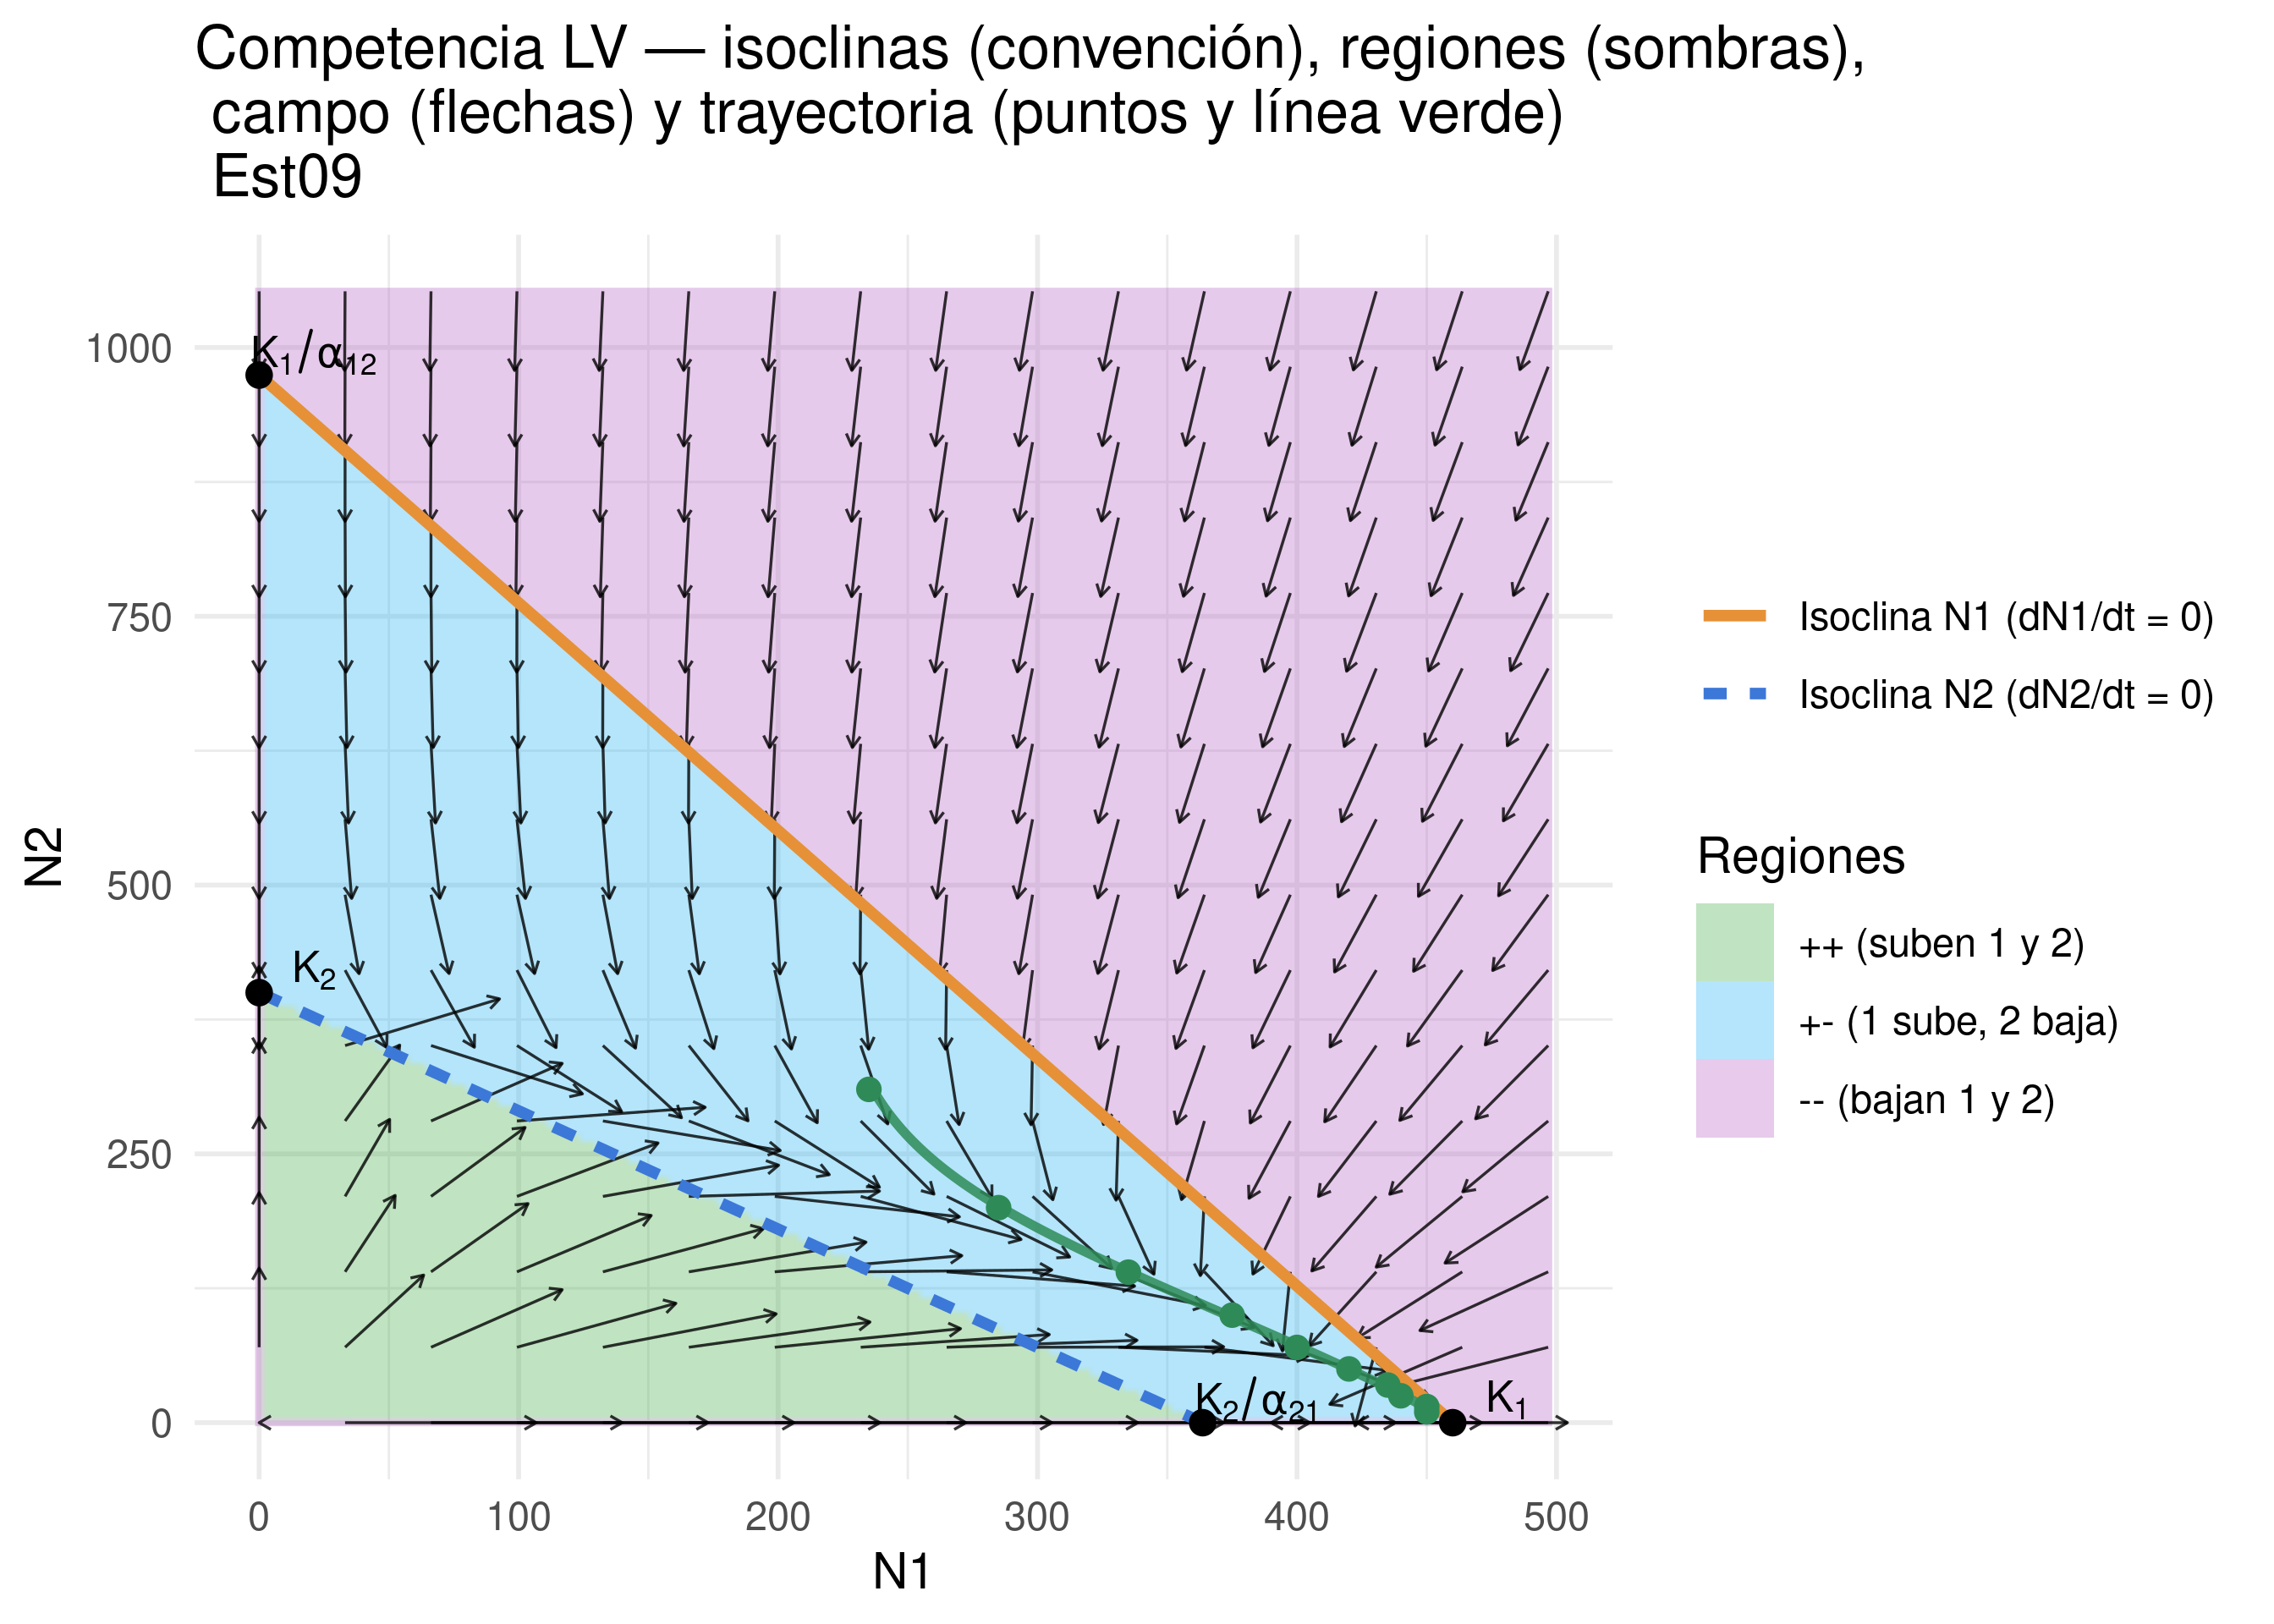 Competencia LV — isoclinas (convención), regiones (sombras),
campo (flechas) y trayectoria (puntos y línea verde)
Est09
K₁/α₁₂
K₂
K₂/α₂₁
K₁
1000
750
500
250
0
N2
0
100
200
300
400
500
N1
Isoclina N1 (dN1/dt = 0)
Isoclina N2 (dN2/dt = 0)
Regiones
++ (suben 1 y 2)
+- (1 sube, 2 baja)
-- (bajan 1 y 2)